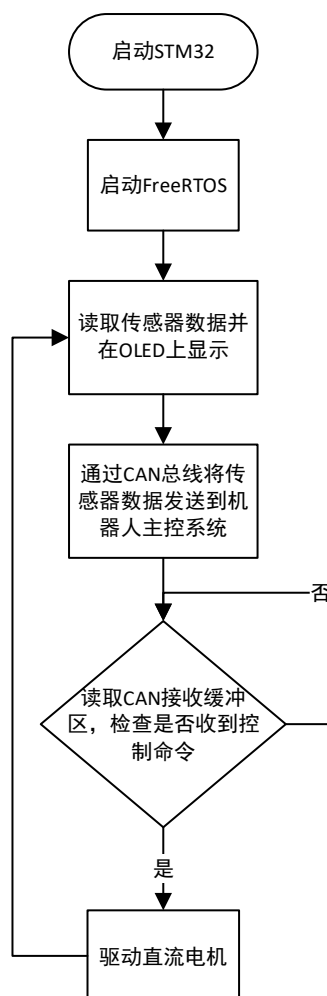 启动STM32
启动FreeRTOS
读取传感器数据并
在OLED上显示
通过CAN总线将传
感器数据发送到机
器人主控系统
否
读取CAN接收缓冲
区，检查是否收到控
制命令
是
驱动直流电机